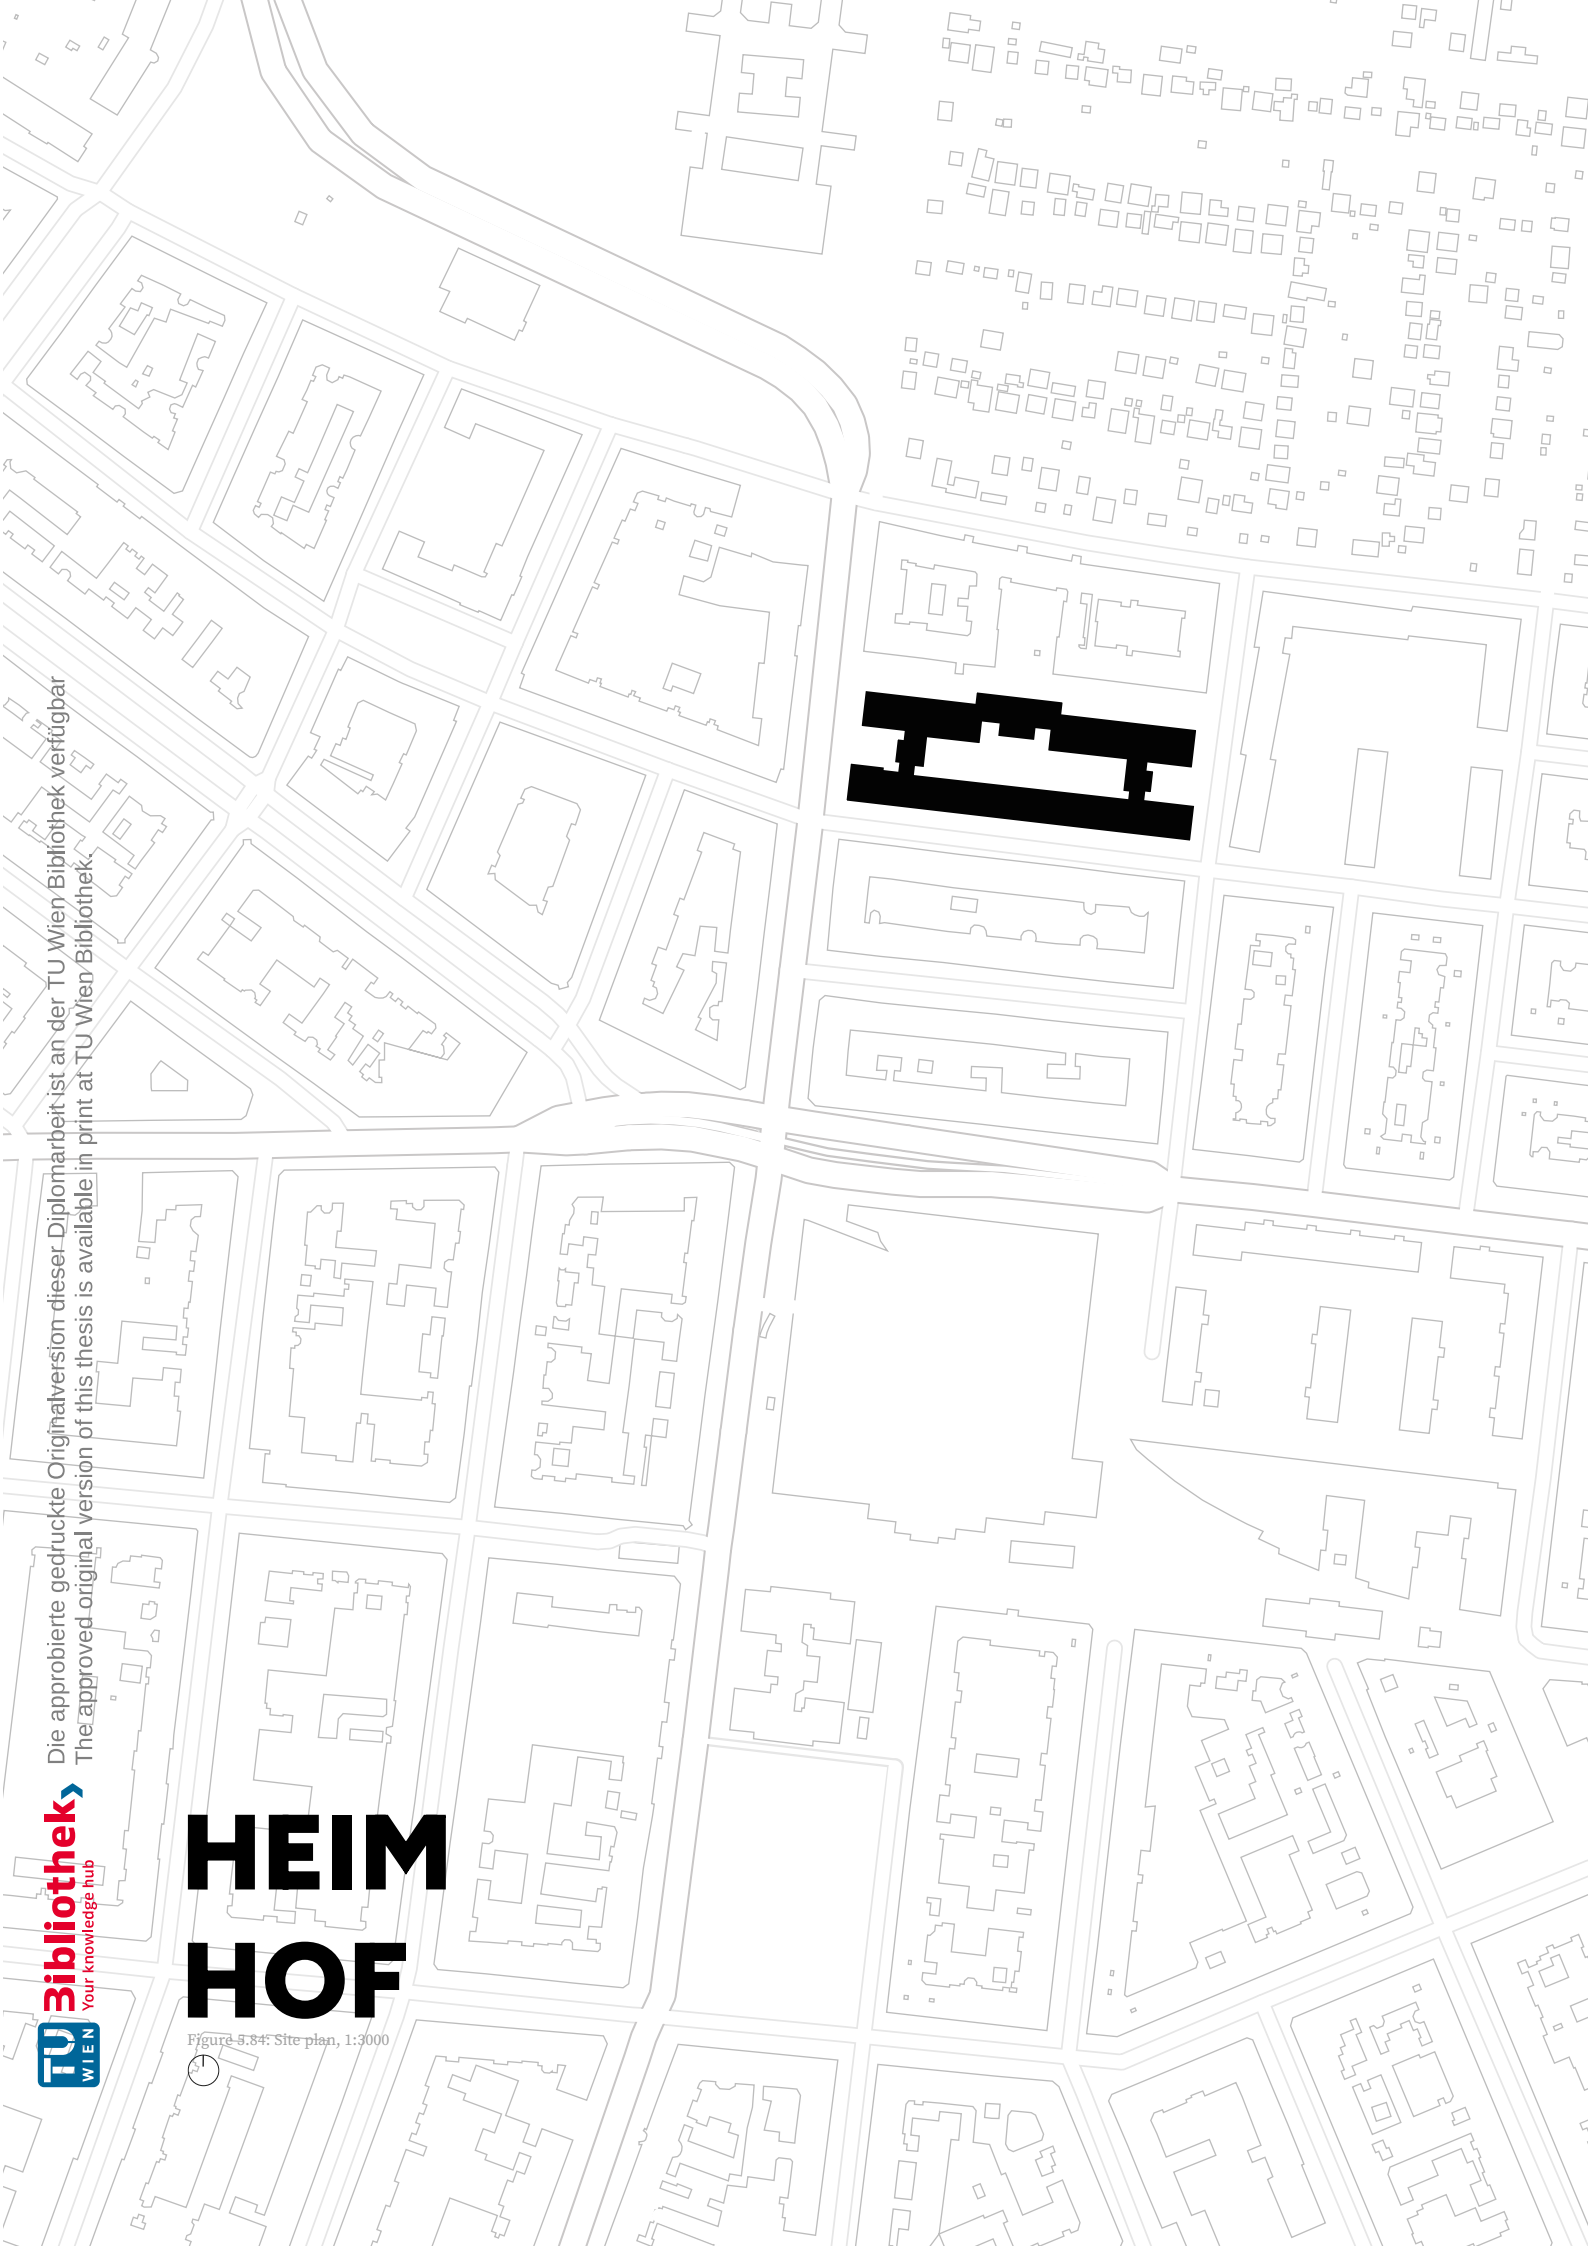 Die approbierte gedruckte Originalversion dieser Diplomarbeit ist an der TU Wien Bibliothek verfügbar
The approved original version of this thesis is available in print at TU Wien Bibliothek.
Bibliothek
Your knowledge hub
TU
WIEN
HEIM
HOF
Figure 5.84: Site plan, 1:3000